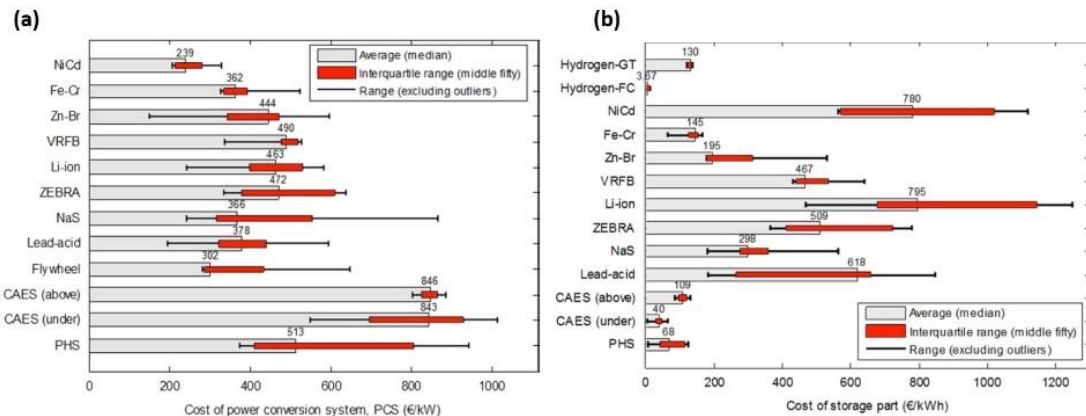 (a)
239
NiCd
362
Fe-Cr
444
Zn-Br
490
VRFB
463
Li-ion
472
ZEBRA
366
NaS
378
Lead-acid
302
Flywheel
846
CAES (above)
843
CAES (under)
513
PHS
Average (median)
Interquartile range (middle fifty)
Range (excluding outliers)
0 200 400 600 800 1000
Cost of power conversion system, PCS (€/kW)
(b)
130
Hydrogen-GT
3.67
Hydrogen-FC
780
NiCd
145
Fe-Cr
195
Zn-Br
467
VRFB
795
Li-ion
509
ZEBRA
298
NaS
618
Lead-acid
109
CAES (above)
40
CAES (under)
68
PHS
Average (median)
Interquartile range (middle fifty)
Range (excluding outliers)
0 200 400 600 800 1000 1200
Cost of storage part (€/kWh)